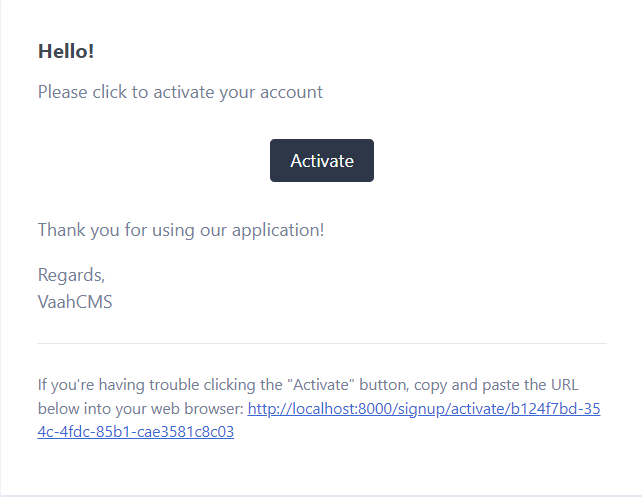 Hello!
Please click to activate your account
Activate
Thank you for using our application!
Regards,
VaahCMS
If you're having trouble clicking the "Activate" button, copy and paste the URL
below into your web browser: http://localhost:8000/signup/activate/b124f7bd-35
4c-4fdc-85b1-cae3581c8c03